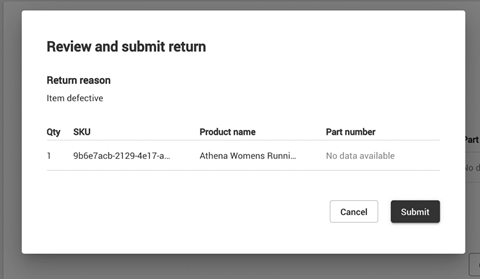 Review and submit return
Return reason
Item defective
Qty SKU Product name Part number
1 9b6e7acb-2129-4e17-a... Athena Womens Runni... No data available
Cancel Submit
Part